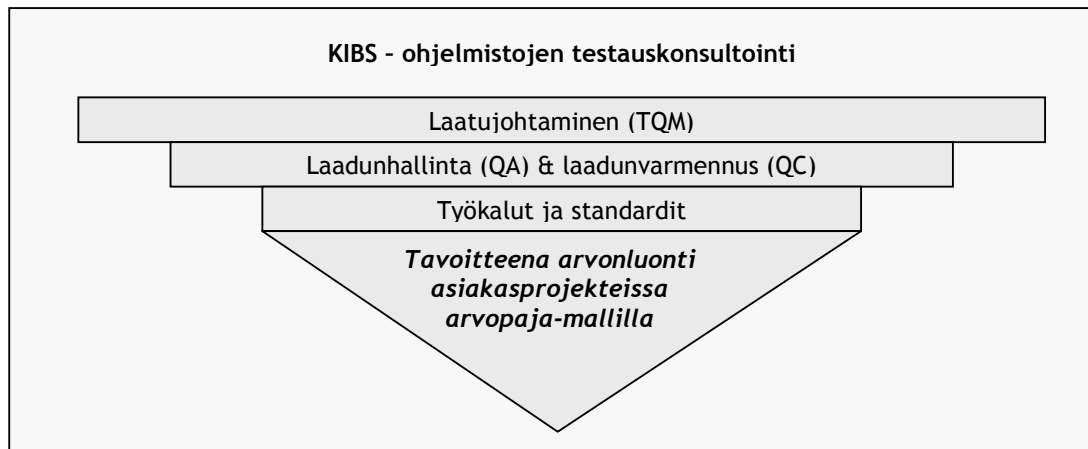 KIBS – ohjelmistojen testauskonsultointi
Laatujohtaminen (TQM)
Laadunhallinta (QA) & laadunvarmennus (QC)
Työkalut ja standardit
Tavoitteena arvonluonti
asiakasprojekteissa
arvopaja-mallilla